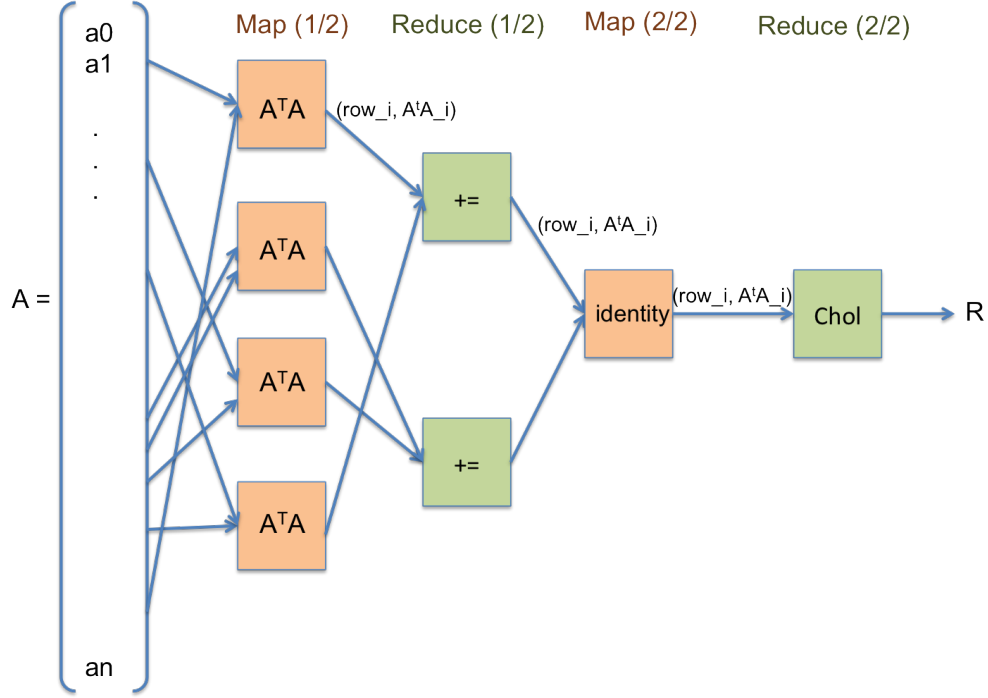 a0
a1
.
.
.
an
A =
Map (1/2)
Reduce (1/2)
Map (2/2)
Reduce (2/2)
AᵀA
AᵀA
AᵀA
AᵀA
(row_i, AᵗA_i)
+=
+=
(row_i, AᵗA_i)
identity
(row_i, AᵗA_i)
Chol
R